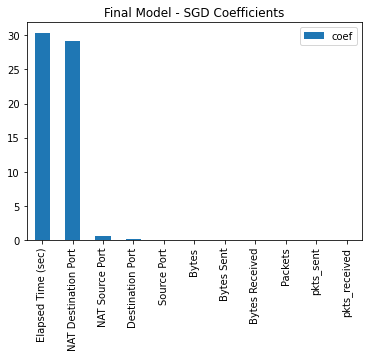 Final Model - SGD Coefficients
coef
30
25
20
15
10
5
0
Elapsed Time (sec)
NAT Destination Port
NAT Source Port
Destination Port
Source Port
Bytes
Bytes Sent
Bytes Received
Packets
pkts_sent
pkts_received